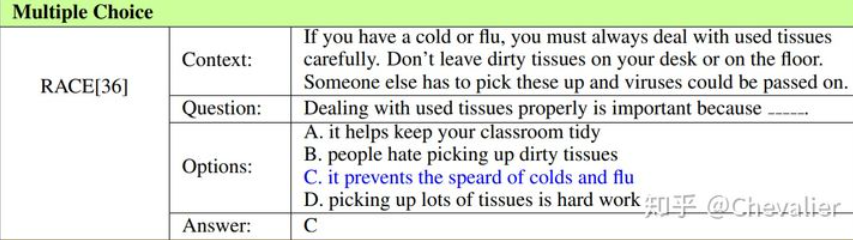 Multiple Choice
RACE[36]
Context:
If you have a cold or flu, you must always deal with used tissues
carefully. Don't leave dirty tissues on your desk or on the floor.
Someone else has to pick these up and viruses could be passed on.
Question:
Dealing with used tissues properly is important because _____.
Options:
A. it helps keep your classroom tidy
B. people hate picking up dirty tissues
C. it prevents the speard of colds and flu
D. picking up lots of tissues is hard work
Answer:
C
知乎 @Chevalier